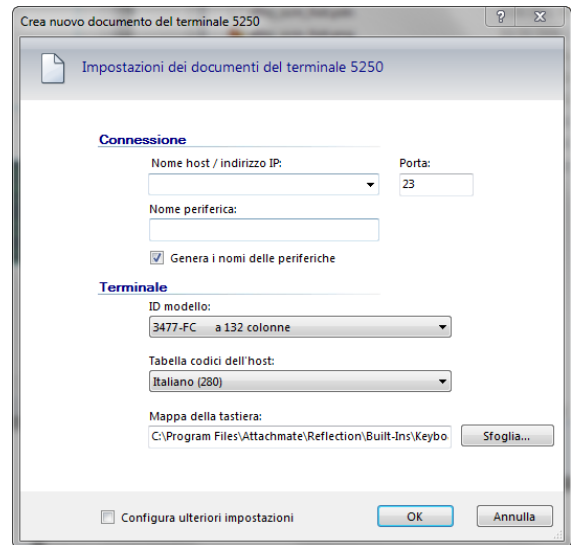 Crea nuovo documento del terminale 5250
Impostazioni dei documenti del terminale 5250
Connessione
Nome host / indirizzo IP:
Porta:
23
Nome periferica:
Genera i nomi delle periferiche
Terminale
ID modello:
3477-FC a 132 colonne
Tabella codici dell'host:
Italiano (280)
Mappa della tastiera:
C:\Program Files\Attachmate\Reflection\Built-Ins\Keybo
Sfoglia...
Configura ulteriori impostazioni
OK
Annulla